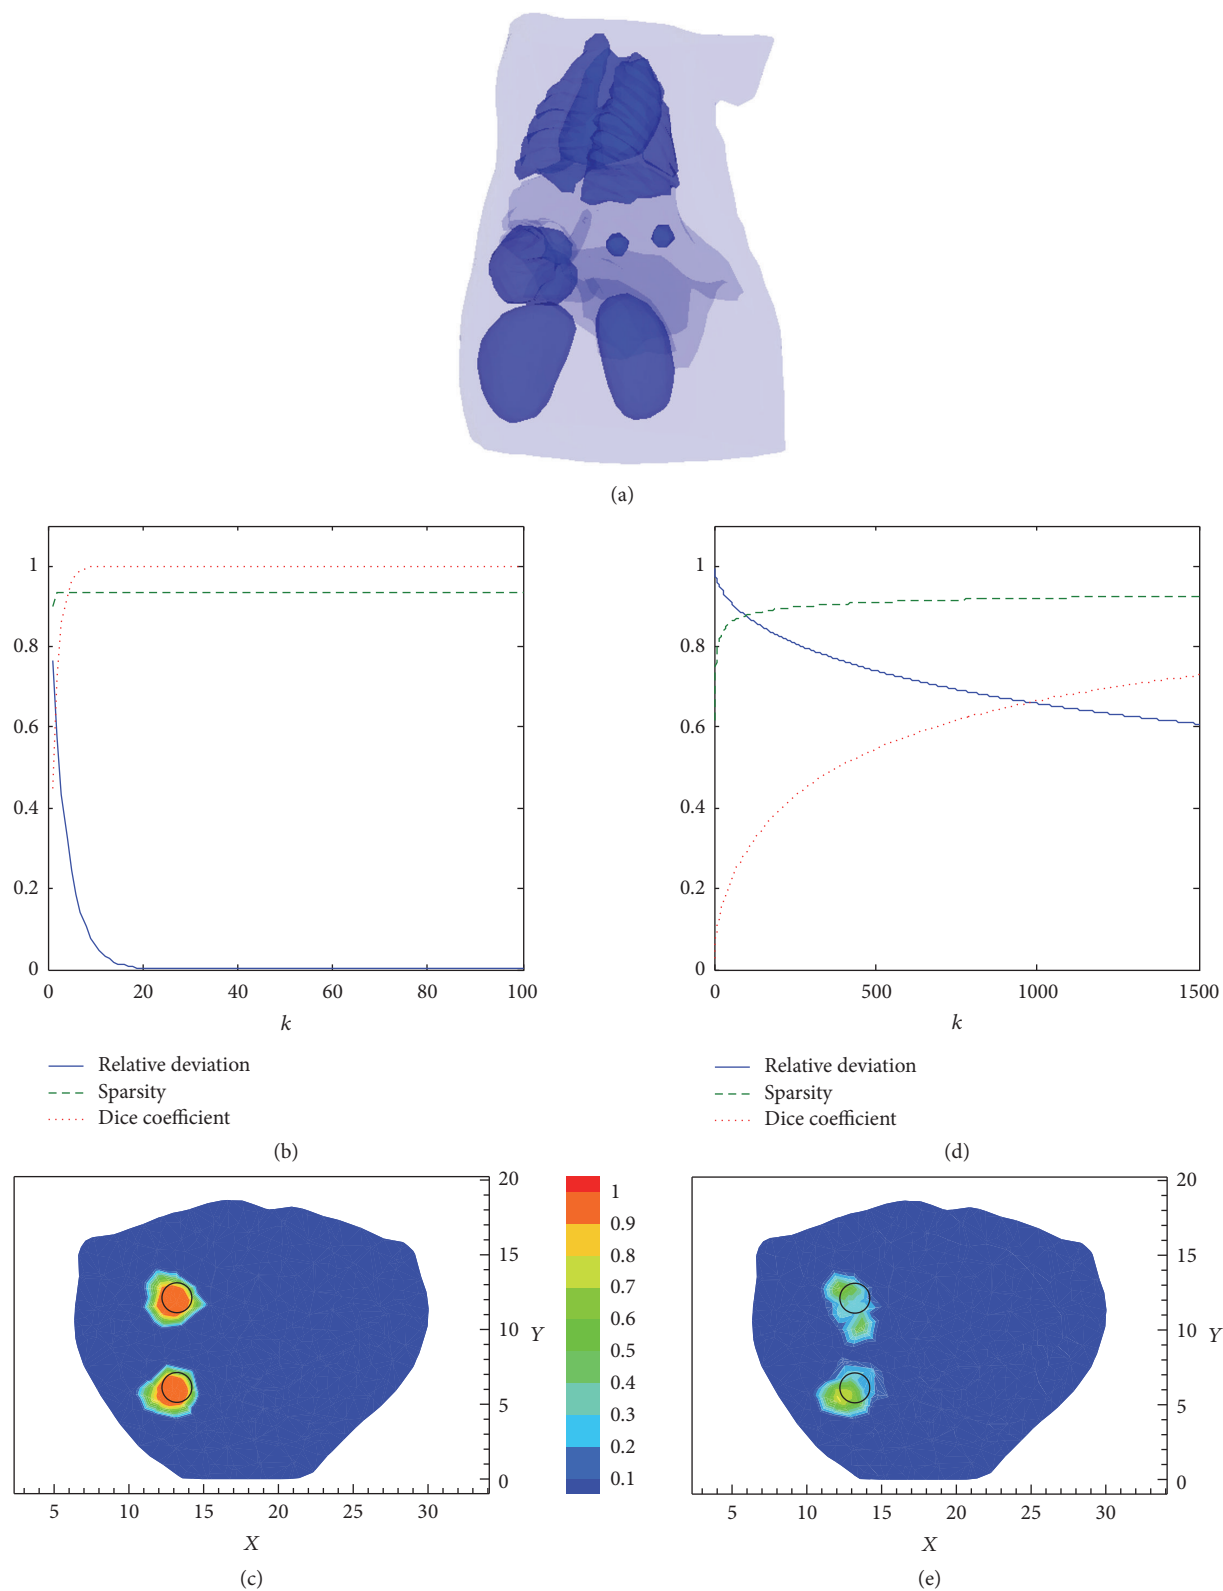 (a)
1
0.8
0.6
0.4
0.2
0
0 20 40 60 80 100
k
Relative deviation
Sparsity
Dice coefficient
(b)
1
0.8
0.6
0.4
0.2
0
0 500 1000 1500
k
Relative deviation
Sparsity
Dice coefficient
(d)
20
15
10
5
0
Y
5 10 15 20 25 30
X
(c)
1
0.9
0.8
0.7
0.6
0.5
0.4
0.3
0.2
0.1
20
15
10
5
0
Y
5 10 15 20 25 30
X
(e)